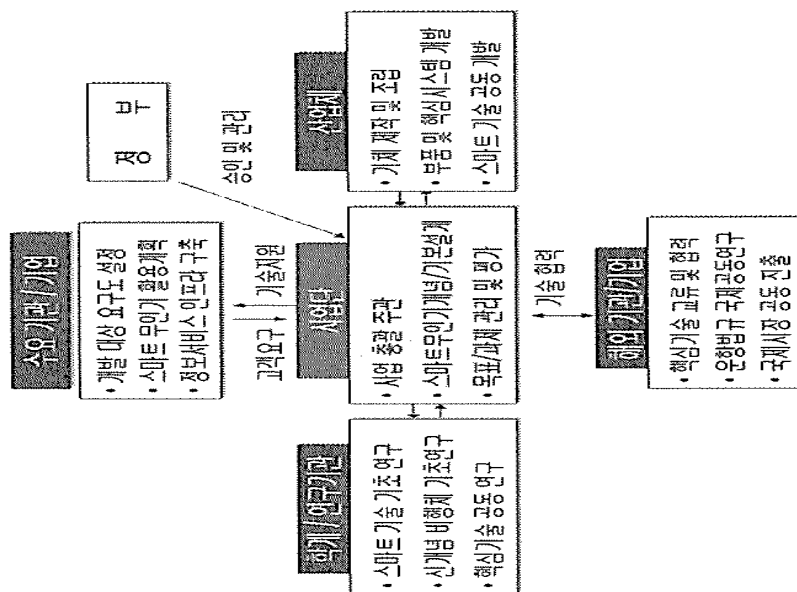 수요 기관/기업
• 개발 대상 요구도 설정
• 스마트 무인기 활용계획
• 정보서비스 인프라 구축
정 부
승인 및 관리
고객요구
기술지원
학계 / 연구기관
• 스마트 기술 기초 연구
• 신개념 비행체 기초연구
• 핵심기술 공동 연구
사업단
• 사업 총괄 주관
• 스마트무인기개념/기본설계
• 목표/과제 관리 및 평가
산업체
• 기체 제작 및 조립
• 부품 및 핵심시스템 개발
• 스마트 기술 공동 개발
기술협력
해외 기관/기업
• 핵심기술 교류 및 협력
• 운항법규 국제공동연구
• 국제시장 공동 진출